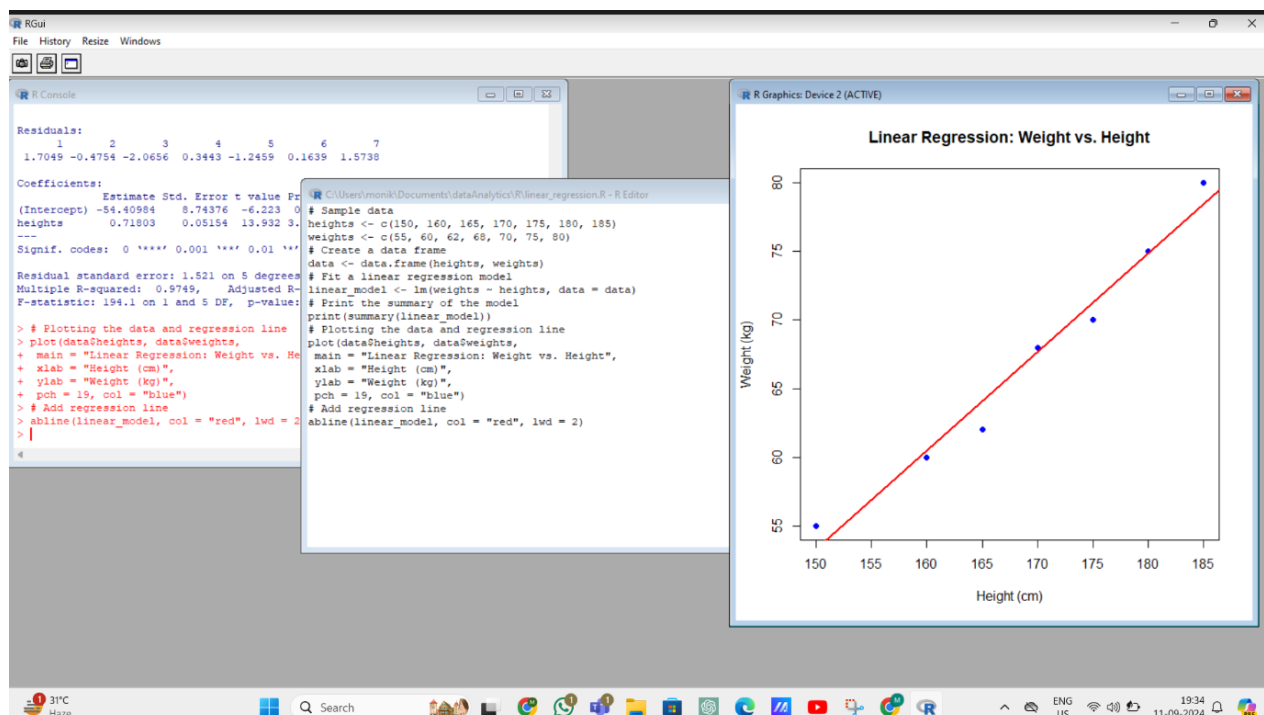 RGui
File History Resize Windows
R Console
Residuals:
1 2 3 4 5 6 7
1.7049 -0.4754 -2.0656 0.3443 -1.2459 0.1639 1.5738
Coefficients:
Estimate Std. Error t value Pr
(Intercept) -54.40984 8.74376 -6.223 0
heights 0.71803 0.05154 13.932 3.
---
Signif. codes: 0 '***' 0.001 '**' 0.01 '*'
Residual standard error: 1.521 on 5 degrees
Multiple R-squared: 0.9749, Adjusted R-
F-statistic: 194.1 on 1 and 5 DF, p-value:
> # Plotting the data and regression line
> plot(data$heights, data$weights,
+ main = "Linear Regression: Weight vs. He
+ xlab = "Height (cm)",
+ ylab = "Weight (kg)",
+ pch = 19, col = "blue")
> # Add regression line
> abline(linear_model, col = "red", lwd = 2
>
C:\Users\monik\Documents\dataAnalytics\R\linear_regression.R - R Editor
# Sample data
heights <- c(150, 160, 165, 170, 175, 180, 185)
weights <- c(55, 60, 62, 68, 70, 75, 80)
# Create a data frame
data <- data.frame(heights, weights)
# Fit a linear regression model
linear_model <- lm(weights ~ heights, data = data)
# Print the summary of the model
print(summary(linear_model))
# Plotting the data and regression line
plot(data$heights, data$weights,
main = "Linear Regression: Weight vs. Height",
xlab = "Height (cm)",
ylab = "Weight (kg)",
pch = 19, col = "blue")
# Add regression line
abline(linear_model, col = "red", lwd = 2)
R Graphics: Device 2 (ACTIVE)
Linear Regression: Weight vs. Height
Weight (kg)
80
75
70
65
60
55
150 155 160 165 170 175 180 185
Height (cm)
1
31°C
Haze
Search
ENG
US
19:34
11-09-2024